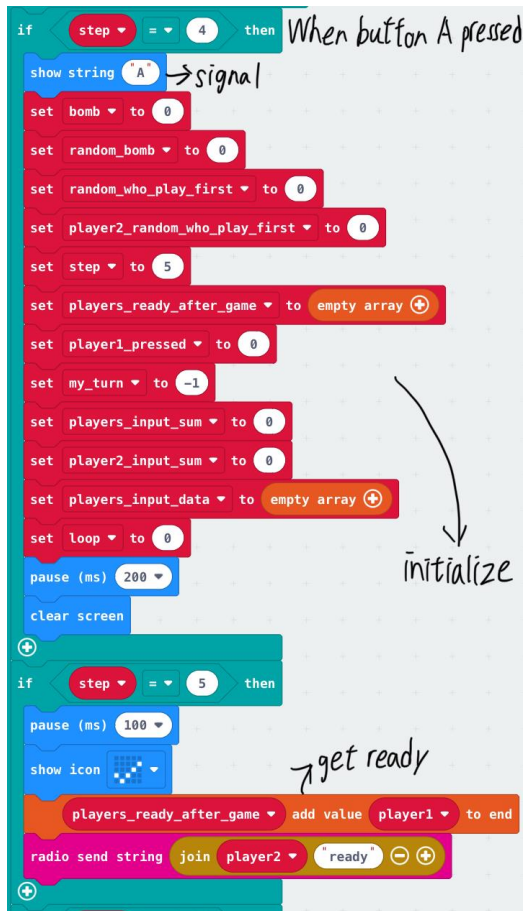 if step = 4 then When button A pressed
show string "A" → signal
set bomb to 0
set random_bomb to 0
set random_who_play_first to 0
set player2_random_who_play_first to 0
set step to 5
set players_ready_after_game to empty array
set player1_pressed to 0
set my_turn to -1
set players_input_sum to 0
set player2_input_sum to 0
set players_input_data to empty array
set loop to 0
pause (ms) 200
initialize
clear screen
if step = 5 then
pause (ms) 100
show icon
get ready
players_ready_after_game add value player1 to end
radio send string join player2 "ready"